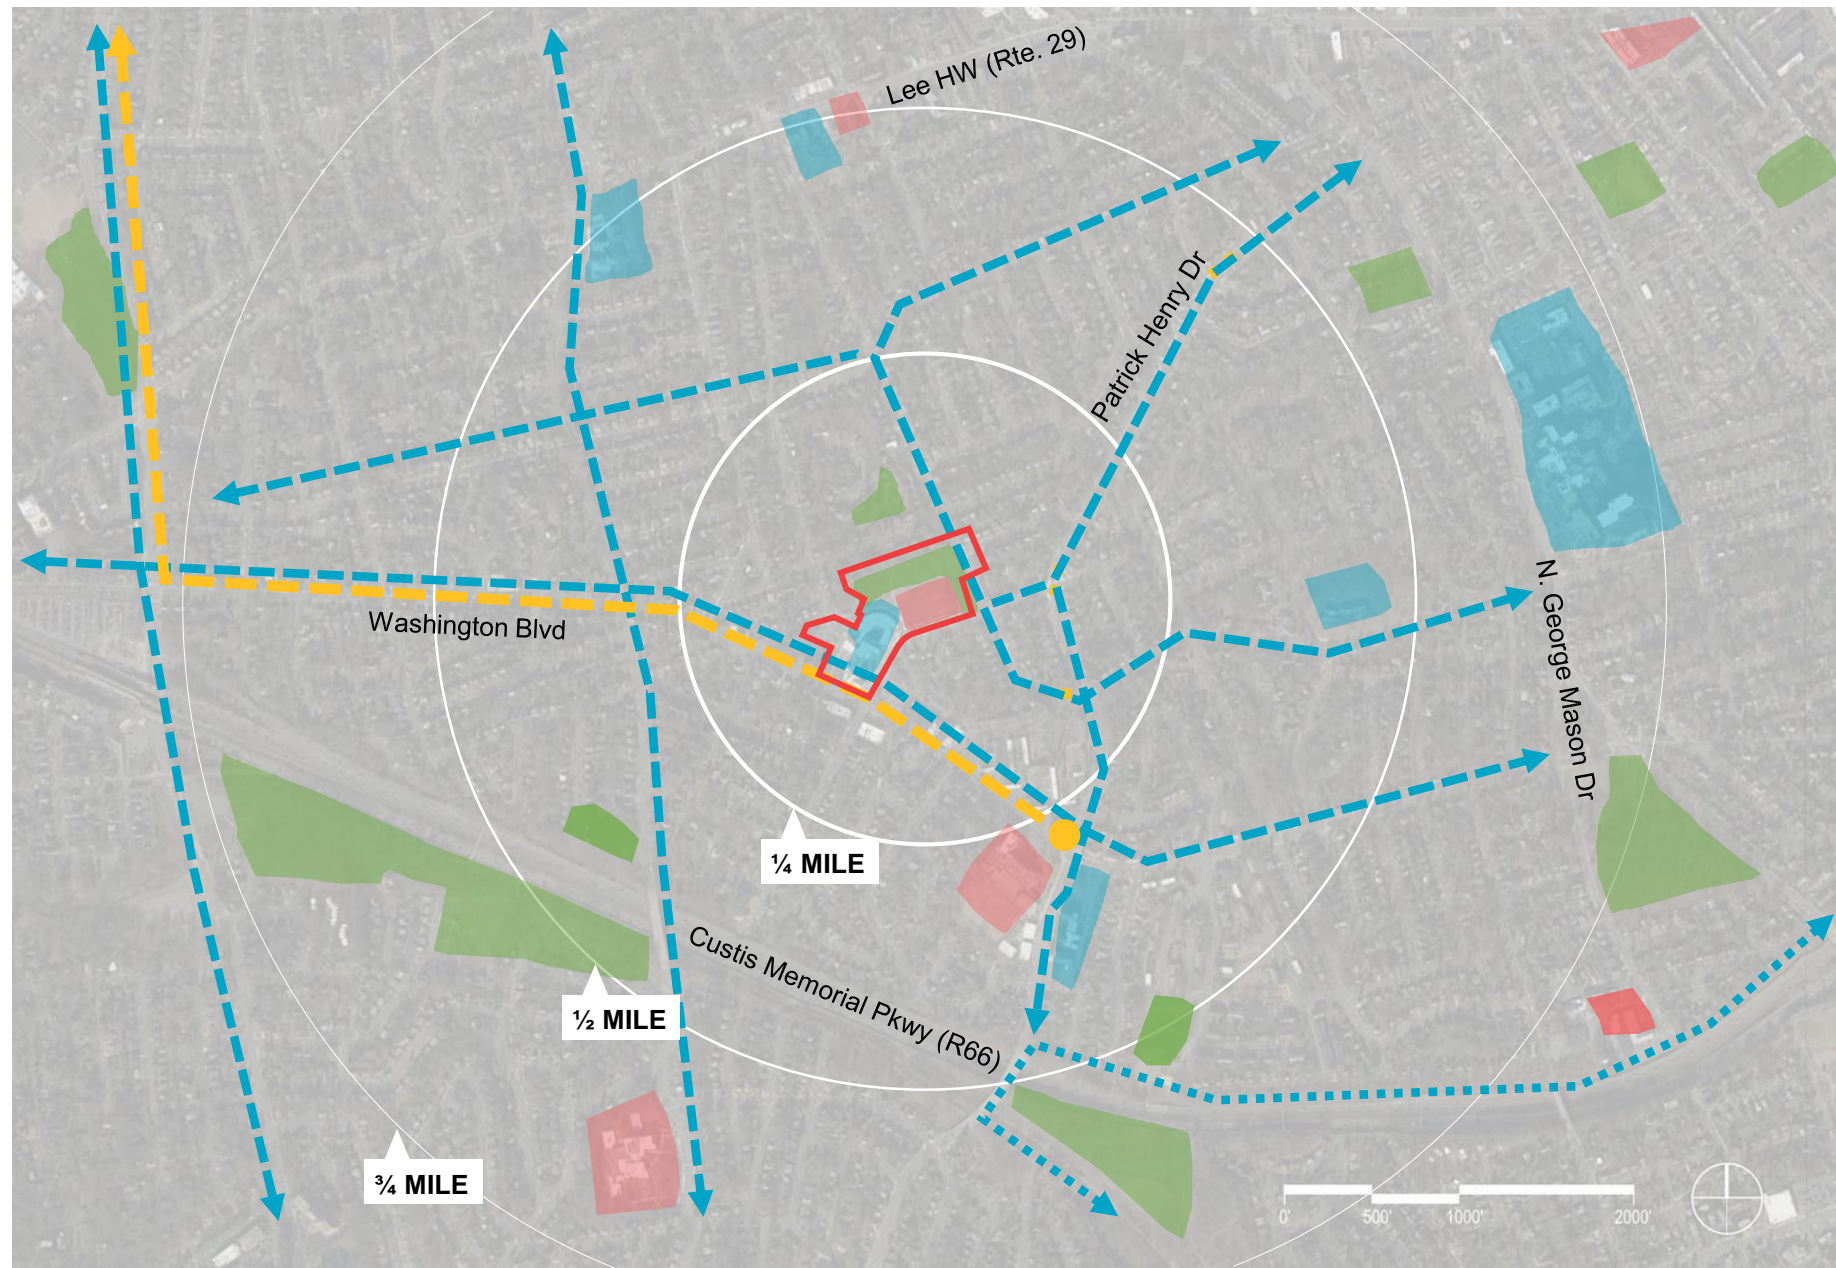 Lee HW (Rte. 29)
Patrick Henry Dr
Washington Blvd
N. George Mason Dr
¼ MILE
Custis Memorial Pkwy (R66)
½ MILE
¾ MILE
0' 500' 1000' 2000'